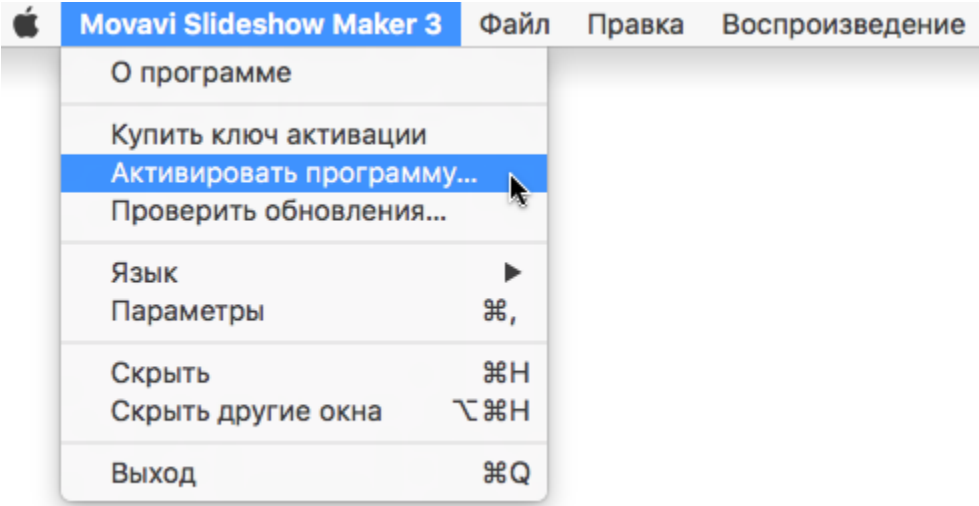 Movavi Slideshow Maker 3 Файл Правка Воспроизведение
О программе
Купить ключ активации
Активировать программу...
Проверить обновления...
Язык ▶
Параметры ⌘,
Скрыть ⌘H
Скрыть другие окна ⌥⌘H
Выход ⌘Q